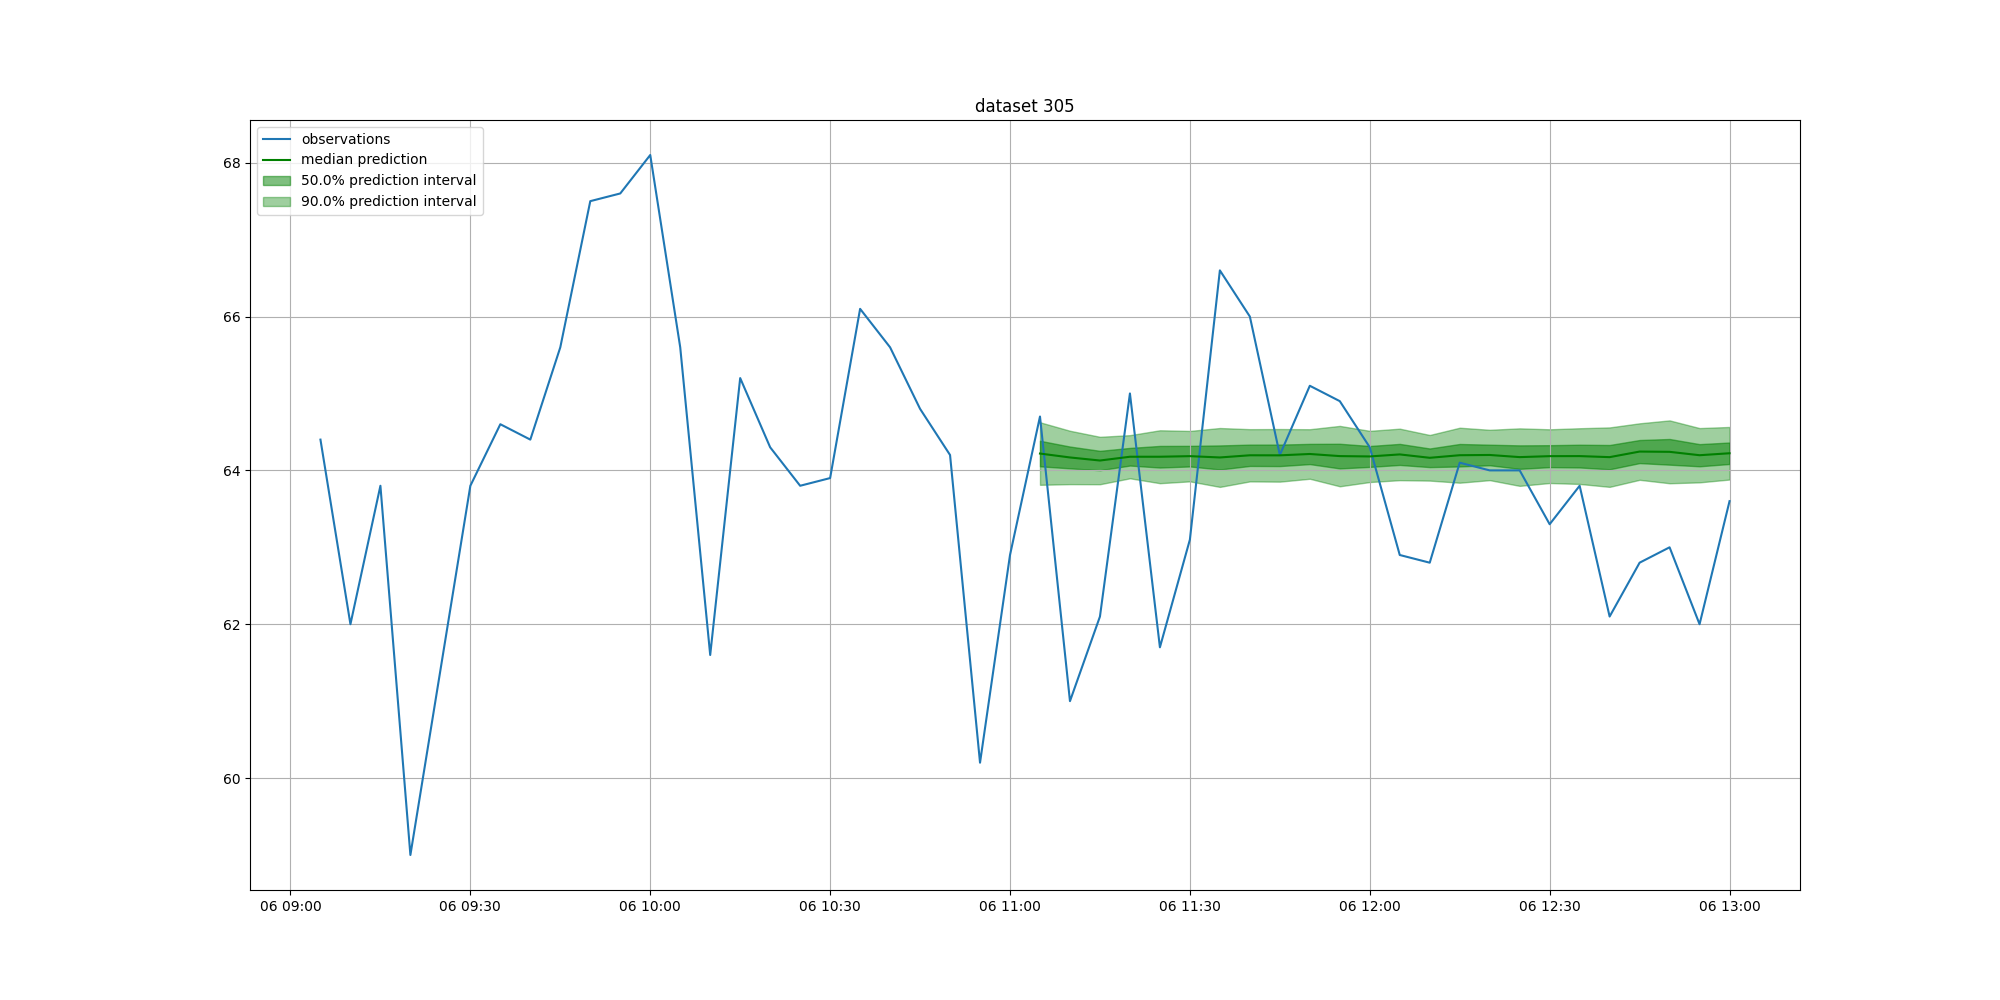 dataset 305
observations
median prediction
50.0% prediction interval
90.0% prediction interval
68
66
64
62
60
06 09:00 06 09:30 06 10:00 06 10:30 06 11:00 06 11:30 06 12:00 06 12:30 06 13:00